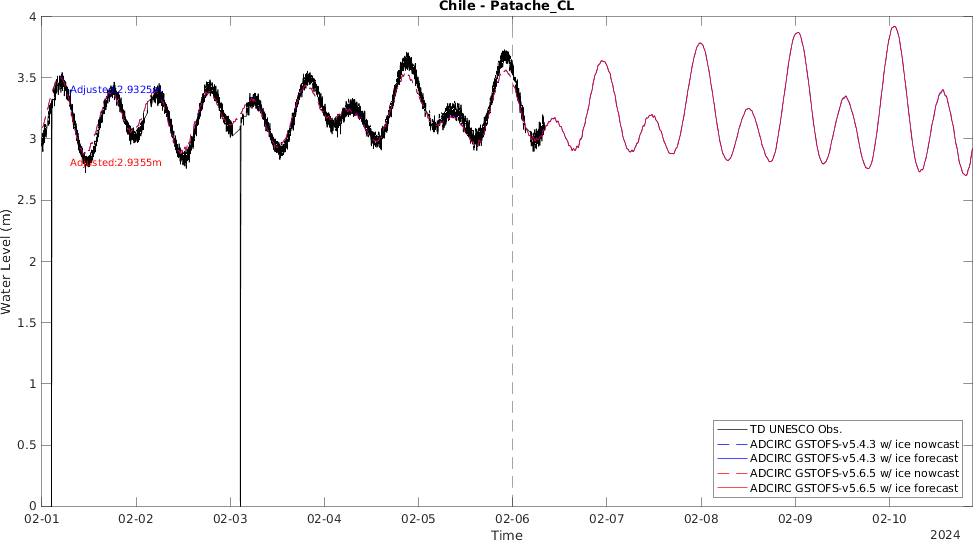 Chile - Patache_CL
4
3.5
3
2.5
2
1.5
1
0.5
0
Water Level (m)
Adjusted:2.9325m
Adjusted:2.9355m
TD UNESCO Obs.
ADCIRC GSTOFS-v5.4.3 w/ ice nowcast
ADCIRC GSTOFS-v5.4.3 w/ ice forecast
ADCIRC GSTOFS-v5.6.5 w/ ice nowcast
ADCIRC GSTOFS-v5.6.5 w/ ice forecast
02-01 02-02 02-03 02-04 02-05 02-06 02-07 02-08 02-09 02-10
Time
2024